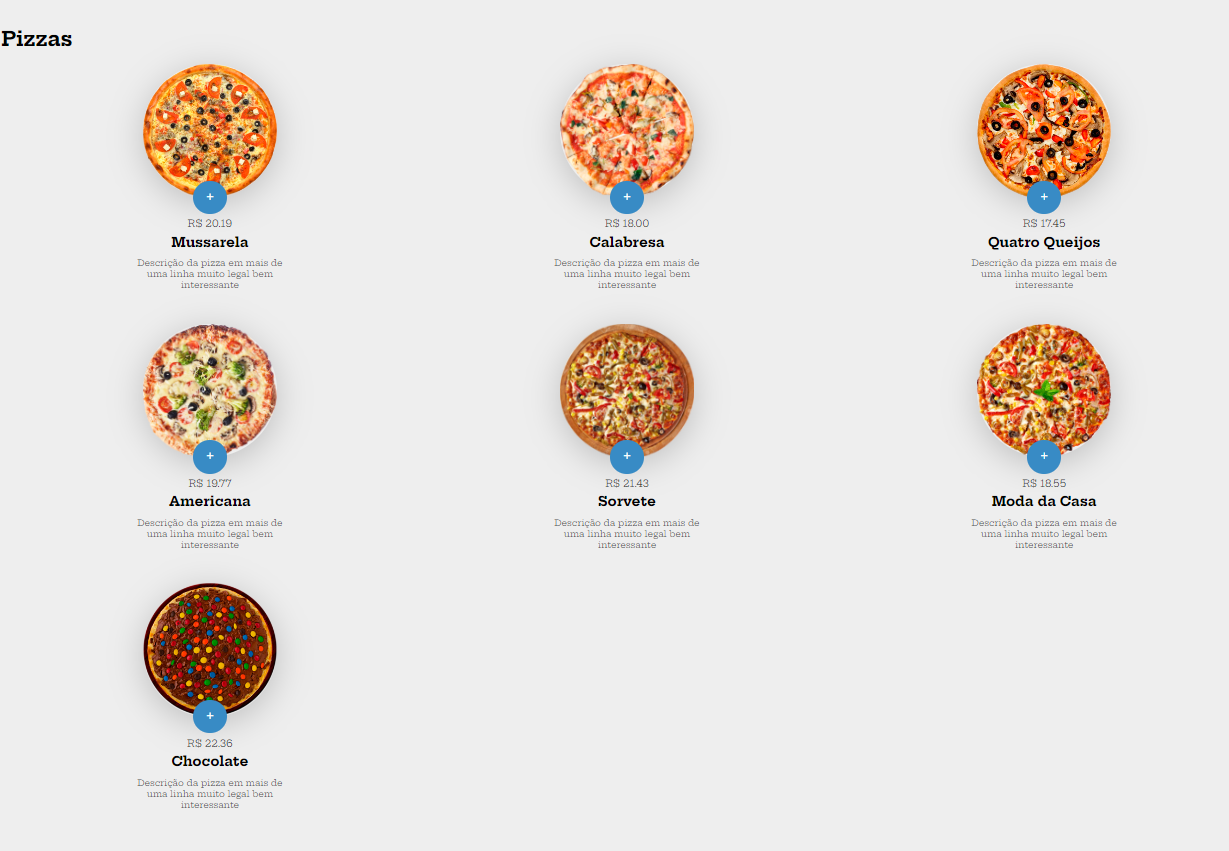 Pizzas
+
+
+
R$ 20.19
R$ 18.00
R$ 17.45
Mussarela
Calabresa
Quatro Queijos
Descrição da pizza em mais de
uma linha muito legal bem
interessante
Descrição da pizza em mais de
uma linha muito legal bem
interessante
Descrição da pizza em mais de
uma linha muito legal bem
interessante
+
+
+
R$ 19.77
R$ 21.43
R$ 18.55
Americana
Sorvete
Moda da Casa
Descrição da pizza em mais de
uma linha muito legal bem
interessante
Descrição da pizza em mais de
uma linha muito legal bem
interessante
Descrição da pizza em mais de
uma linha muito legal bem
interessante
+
R$ 22.36
Chocolate
Descrição da pizza em mais de
uma linha muito legal bem
interessante